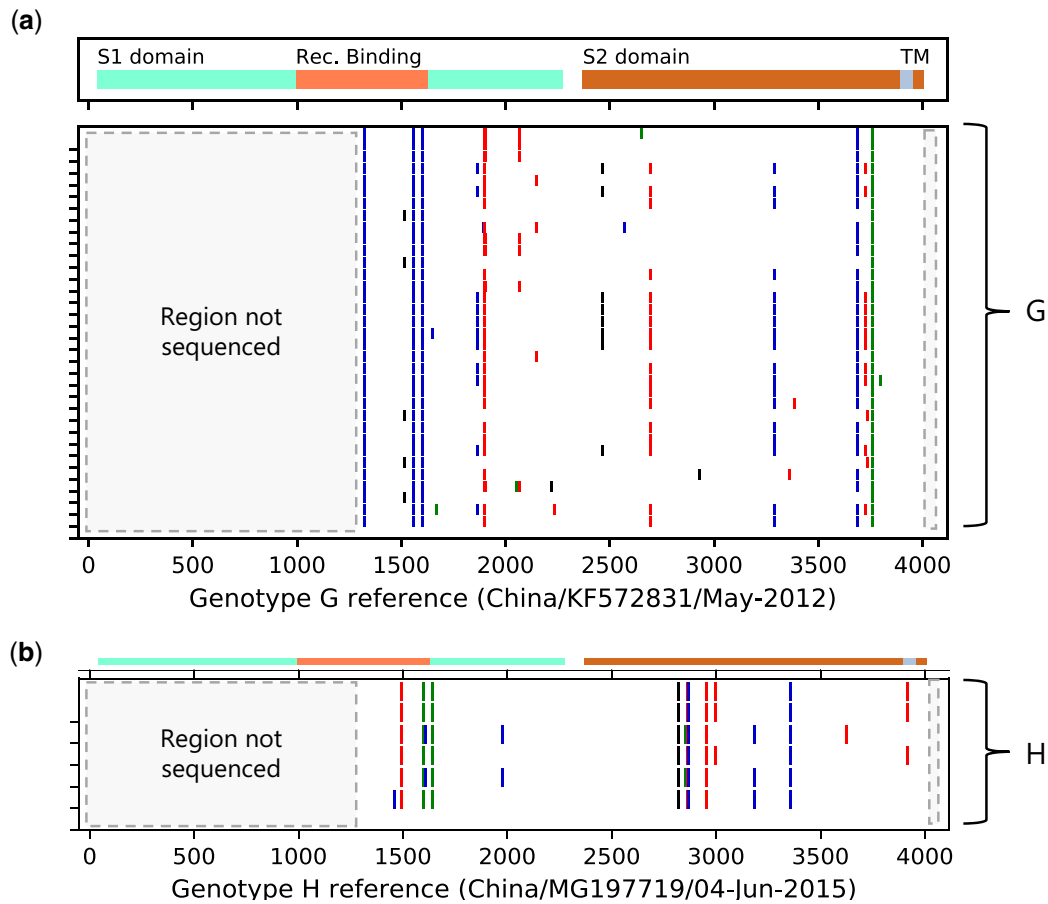 (a)
S1 domain Rec. Binding S2 domain TM
Region not
sequenced
G
0 500 1000 1500 2000 2500 3000 3500 4000
Genotype G reference (China/KF572831/May-2012)
(b)
Region not
sequenced
H
0 500 1000 1500 2000 2500 3000 3500 4000
Genotype H reference (China/MG197719/04-Jun-2015)